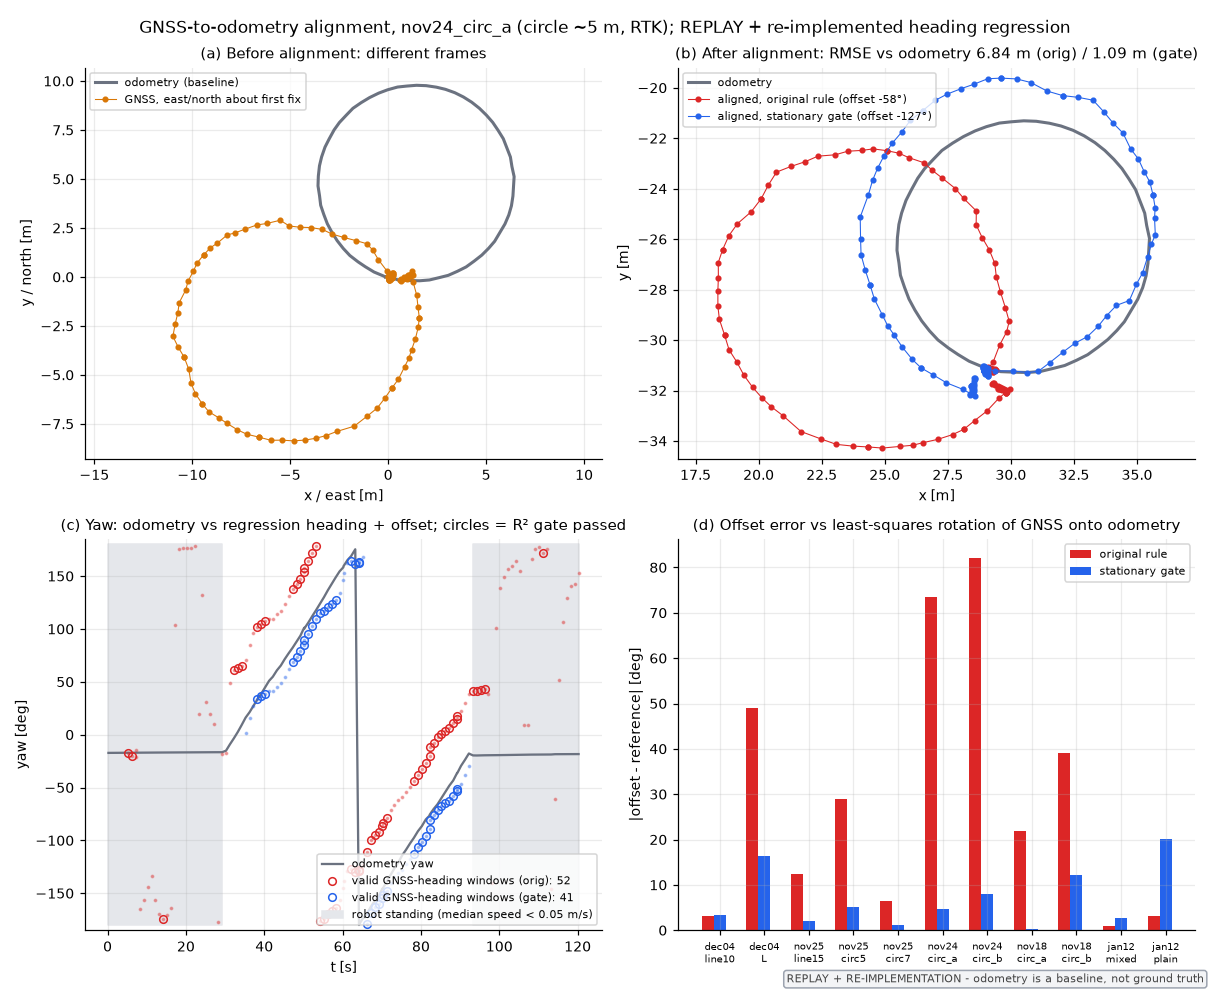 GNSS-to-odometry alignment, nov24_circ_a (circle ~5 m, RTK); REPLAY + re-implemented heading regression
(a) Before alignment: different frames
odometry (baseline)
GNSS, east/north about first fix
10.0
7.5
5.0
2.5
0.0
−2.5
−5.0
−7.5
y / north [m]
−15
−10
−5
0
5
x / east [m]
(b) After alignment: RMSE vs odometry 6.84 m (orig) / 1.09 m (gate)
odometry
aligned, original rule (offset -58°)
aligned, stationary gate (offset -127°)
−20
−22
−24
−26
−28
−30
−32
−34
y [m]
17.5
20.0
22.5
25.0
27.5
30.0
32.5
35.0
x [m]
(c) Yaw: odometry vs regression heading + offset; circles = R² gate passed
150
100
50
0
−50
−100
−150
yaw [deg]
odometry yaw
valid GNSS-heading windows (orig): 52
valid GNSS-heading windows (gate): 41
robot standing (median speed < 0.05 m/s)
0
20
40
60
80
100
120
t [s]
(d) Offset error vs least-squares rotation of GNSS onto odometry
original rule
stationary gate
80
70
60
50
40
30
20
10
0
|offset - reference| [deg]
dec04
line10
dec04
L
nov25
line15
nov25
circ5
nov25
circ7
nov24
circ_a
nov24
circ_b
nov18
circ_a
nov18
circ_b
jan12
mixed
jan12
plain
REPLAY + RE-IMPLEMENTATION - odometry is a baseline, not ground truth